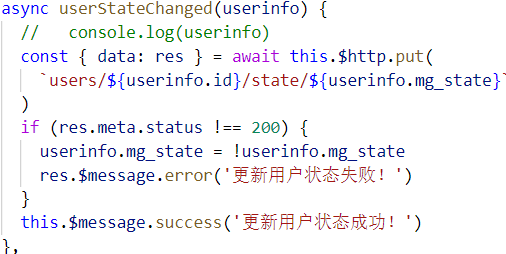 async userStateChanged(userinfo) {
//   console.log(userinfo)
const { data: res } = await this.$http.put(
`users/${userinfo.id}/state/${userinfo.mg_state}`
)
if (res.meta.status !== 200) {
userinfo.mg_state = !userinfo.mg_state
res.$message.error('更新用户状态失败！')
}
this.$message.success('更新用户状态成功！')
},